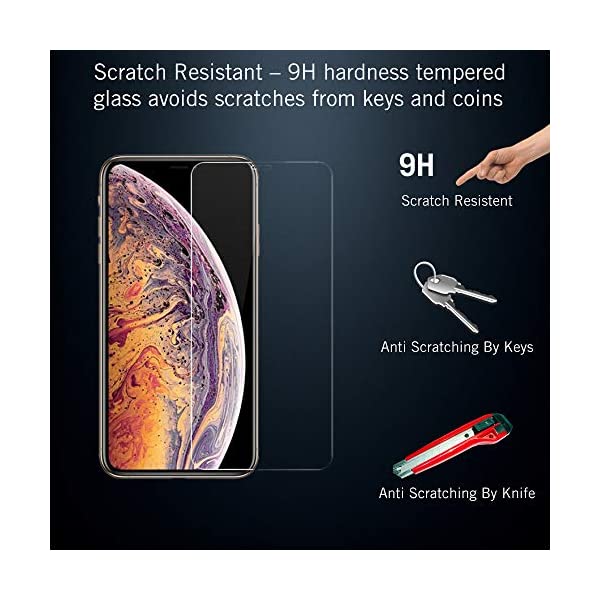 Scratch Resistant – 9H hardness tempered
glass avoids scratches from keys and coins
9H
Scratch Resistent
Anti Scratching By Keys
Anti Scratching By Knife